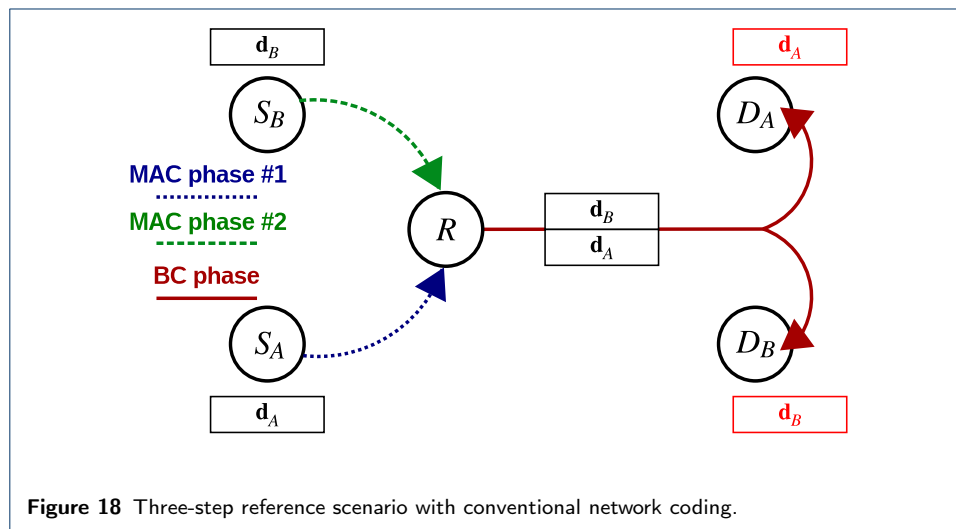 d_B
d_A
S_B
D_A
MAC phase #1
MAC phase #2
d_B
R
d_A
BC phase
S_A
D_B
d_A
d_B
Figure 18 Three-step reference scenario with conventional network coding.